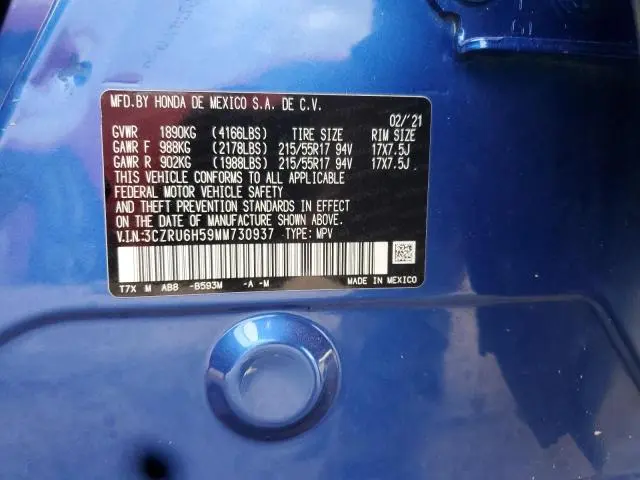 MFD.BY HONDA DE MEXICO S.A. DE C.V.
02/'21
GVWR 1890KG (4166LBS) TIRE SIZE RIM SIZE
GAWR F 988KG (2178LBS) 215/55R17 94V 17X7.5J
GAWR R 902KG (1988LBS) 215/55R17 94V 17X7.5J
THIS VEHICLE CONFORMS TO ALL APPLICABLE
FEDERAL MOTOR VEHICLE SAFETY
AND THEFT PREVENTION STANDARDS IN EFFECT
ON THE DATE OF MANUFACTURE SHOWN ABOVE.
V.I.N:3CZRU6H59MM730937 TYPE: MPV
T7X M ABB -B593M -A -M MADE IN MEXICO